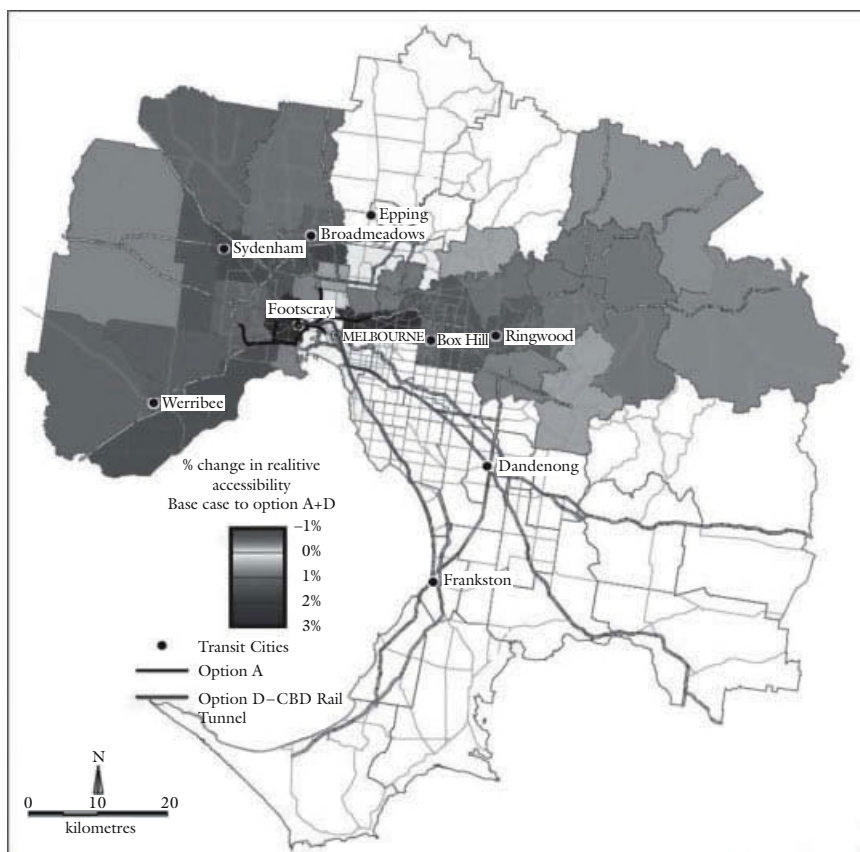 Epping
Broadmeadows
Sydenham
Footscray
MELBOURNE
Box Hill
Ringwood
Werribee
% change in realitive
accessibility
Base case to option A+D
–1%
0%
1%
2%
3%
Dandenong
Frankston
Transit Cities
Option A
Option D–CBD Rail
Tunnel
N
0 10 20
kilometres